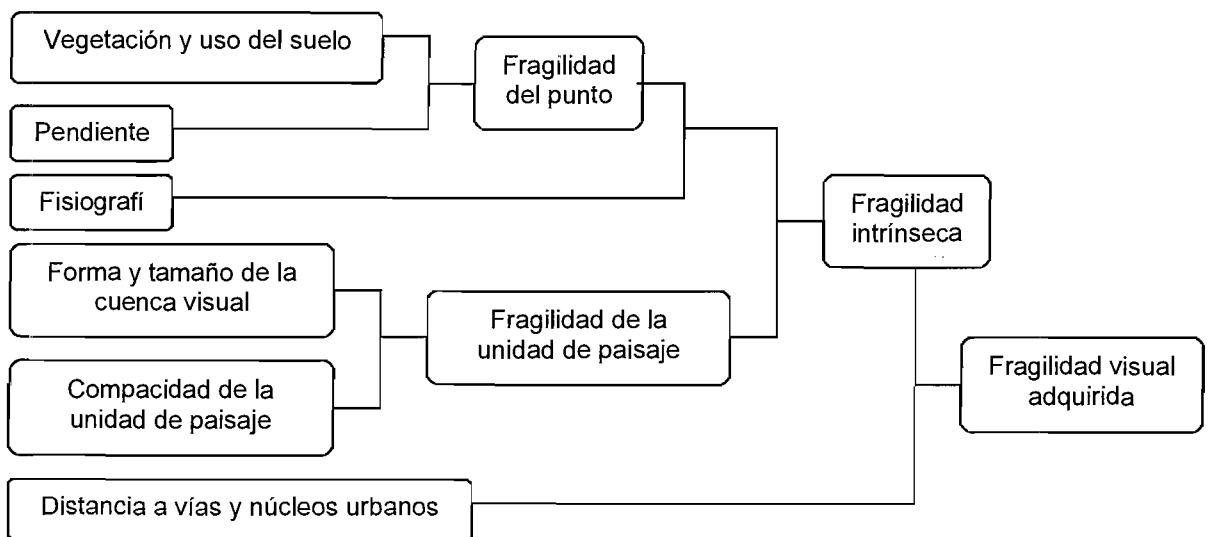 Vegetación y uso del suelo
Fragilidad
del punto
Pendiente
Fisiografí
Fragilidad
intrínseca
Forma y tamaño de la
cuenca visual
Fragilidad de la
unidad de paisaje
Compacidad de la
unidad de paisaje
Fragilidad visual
adquirida
Distancia a vías y núcleos urbanos